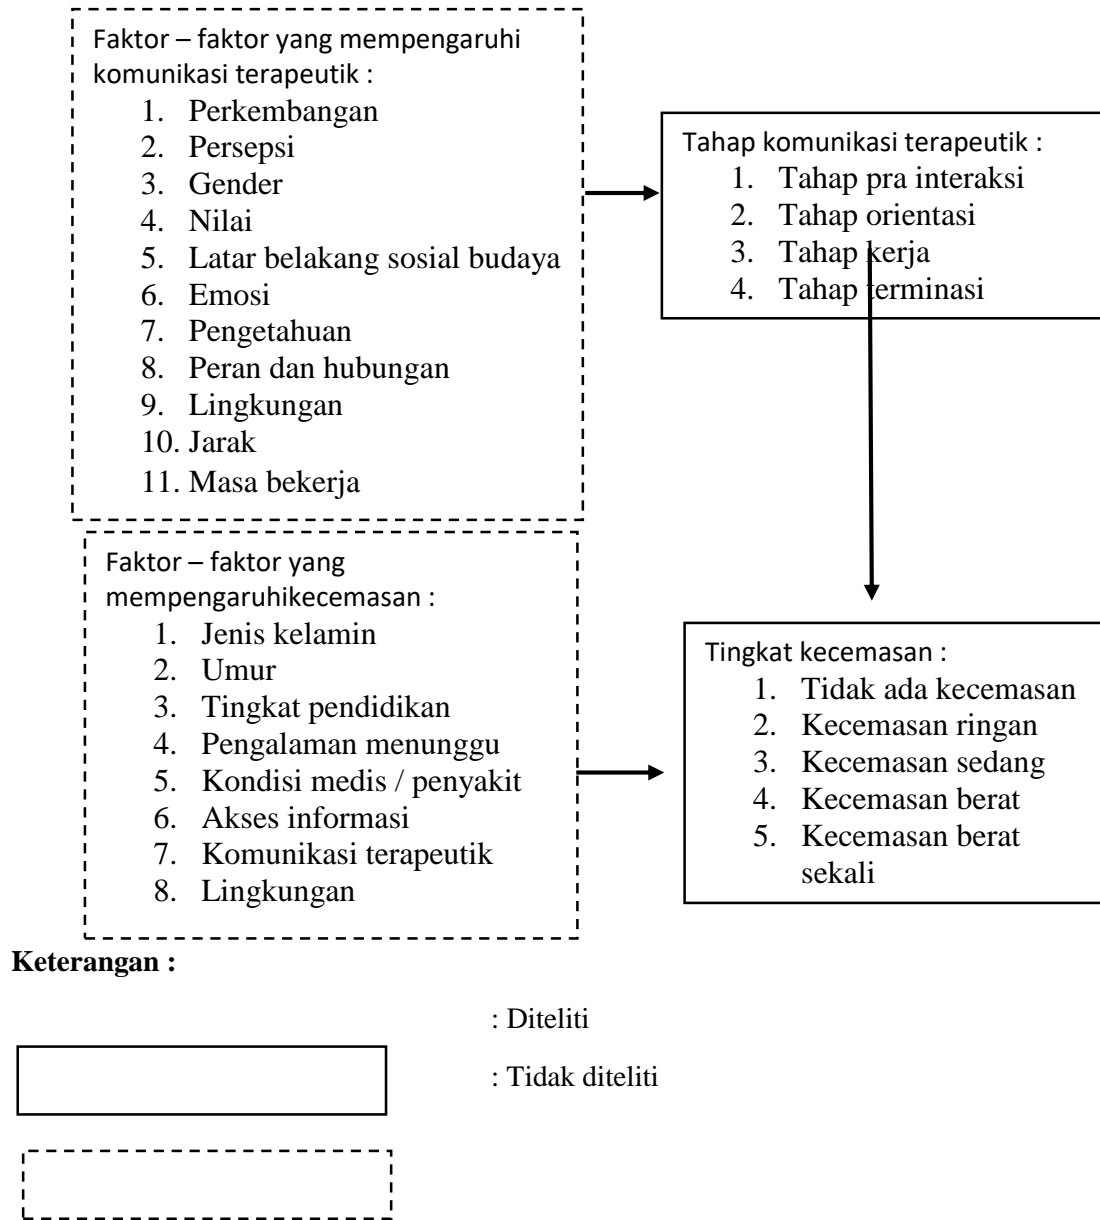 Faktor – faktor yang mempengaruhi
komunikasi terapeutik :
1. Perkembangan
2. Persepsi
3. Gender
4. Nilai
5. Latar belakang sosial budaya
6. Emosi
7. Pengetahuan
8. Peran dan hubungan
9. Lingkungan
10. Jarak
11. Masa bekerja
Tahap komunikasi terapeutik :
1. Tahap pra interaksi
2. Tahap orientasi
3. Tahap kerja
4. Tahap terminasi
Faktor – faktor yang
mempengaruhikecemasan :
1. Jenis kelamin
2. Umur
3. Tingkat pendidikan
4. Pengalaman menunggu
5. Kondisi medis / penyakit
6. Akses informasi
7. Komunikasi terapeutik
8. Lingkungan
Tingkat kecemasan :
1. Tidak ada kecemasan
2. Kecemasan ringan
3. Kecemasan sedang
4. Kecemasan berat
5. Kecemasan berat
sekali
Keterangan :
: Diteliti
: Tidak diteliti